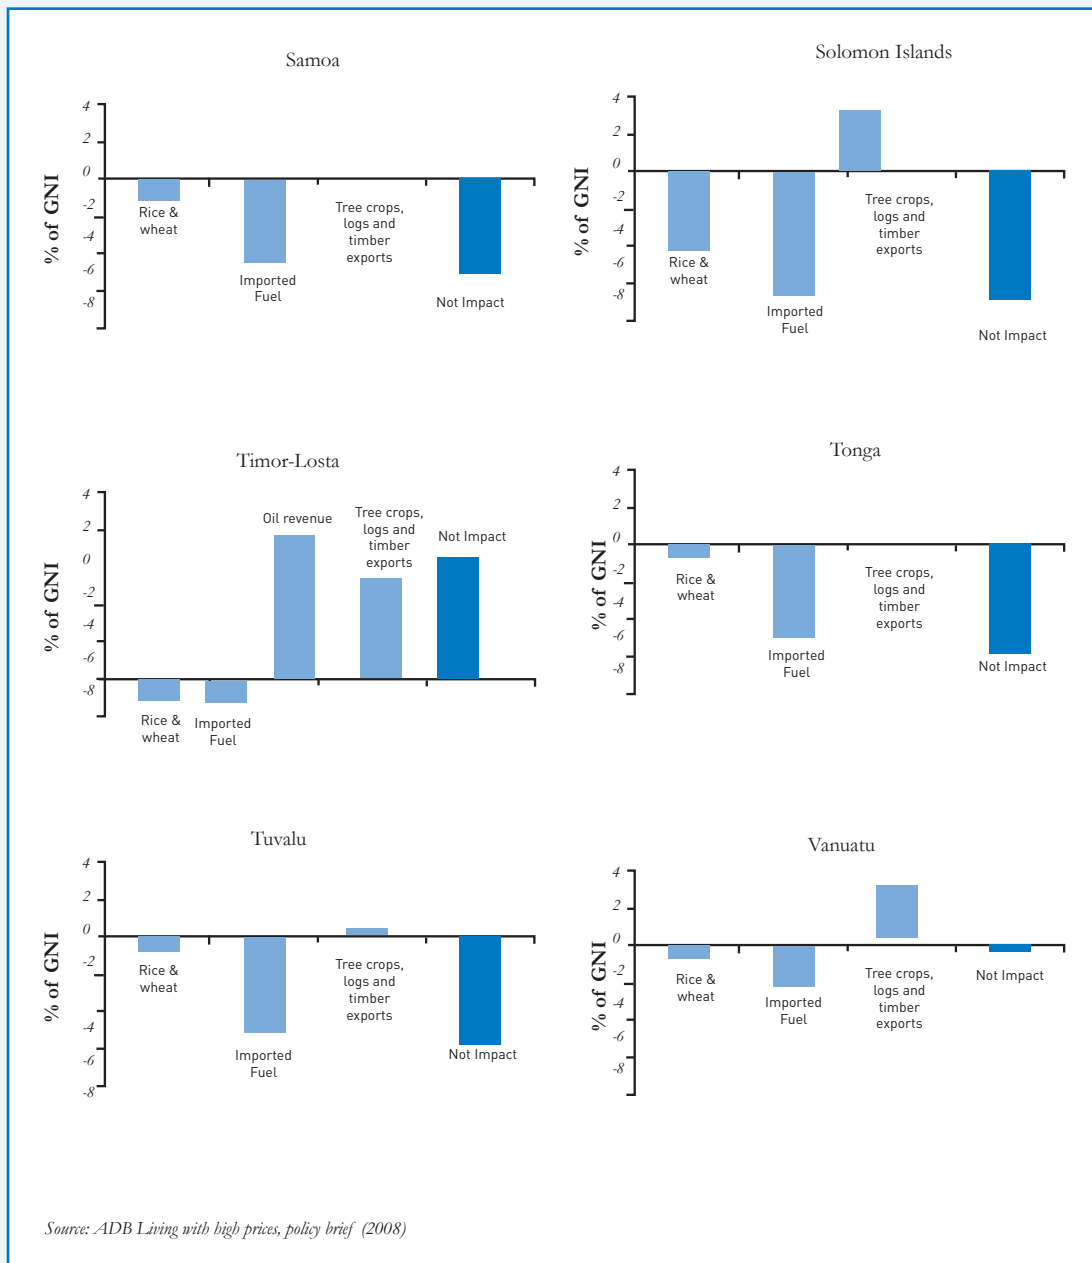 Samoa
4
2
0
-2
-4
-6
-8
% of GNI
Rice &
wheat
Imported
Fuel
Tree crops,
logs and
timber
exports
Not Impact
Solomon Islands
4
2
0
-2
-4
-6
-8
% of GNI
Rice &
wheat
Imported
Fuel
Tree crops,
logs and
timber
exports
Not Impact
Timor-Losta
4
2
0
-2
-4
-6
-8
% of GNI
Rice &
wheat
Imported
Fuel
Oil revenue
Tree crops,
logs and
timber
exports
Not Impact
Tonga
4
2
0
-2
-4
-6
-8
% of GNI
Rice &
wheat
Imported
Fuel
Tree crops,
logs and
timber
exports
Not Impact
Tuvalu
4
2
0
-2
-4
-6
-8
% of GNI
Rice &
wheat
Imported
Fuel
Tree crops,
logs and
timber
exports
Not Impact
Vanuatu
4
2
0
-2
-4
-6
-8
% of GNI
Rice &
wheat
Imported
Fuel
Tree crops,
logs and
timber
exports
Not Impact
Source: ADB Living with high prices, policy brief (2008)